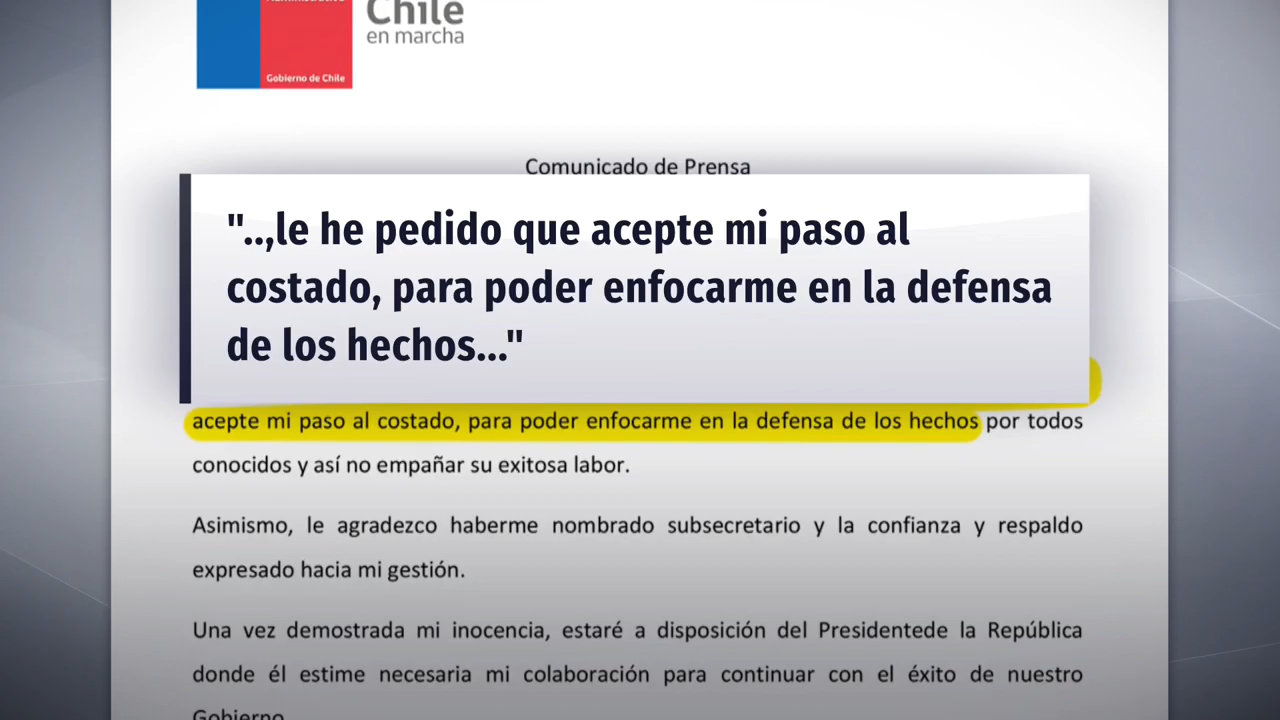 Administrativo
Gobierno de Chile
Chile
en marcha
Comunicado de Prensa
"..,le he pedido que acepte mi paso al
costado, para poder enfocarme en la defensa
de los hechos..."
acepte mi paso al costado, para poder enfocarme en la defensa de los hechos por todos
conocidos y así no empañar su exitosa labor.
Asimismo, le agradezco haberme nombrado subsecretario y la confianza y respaldo
expresado hacia mi gestión.
Una vez demostrada mi inocencia, estaré a disposición del Presidentede la República
donde él estime necesaria mi colaboración para continuar con el éxito de nuestro
Gobierno